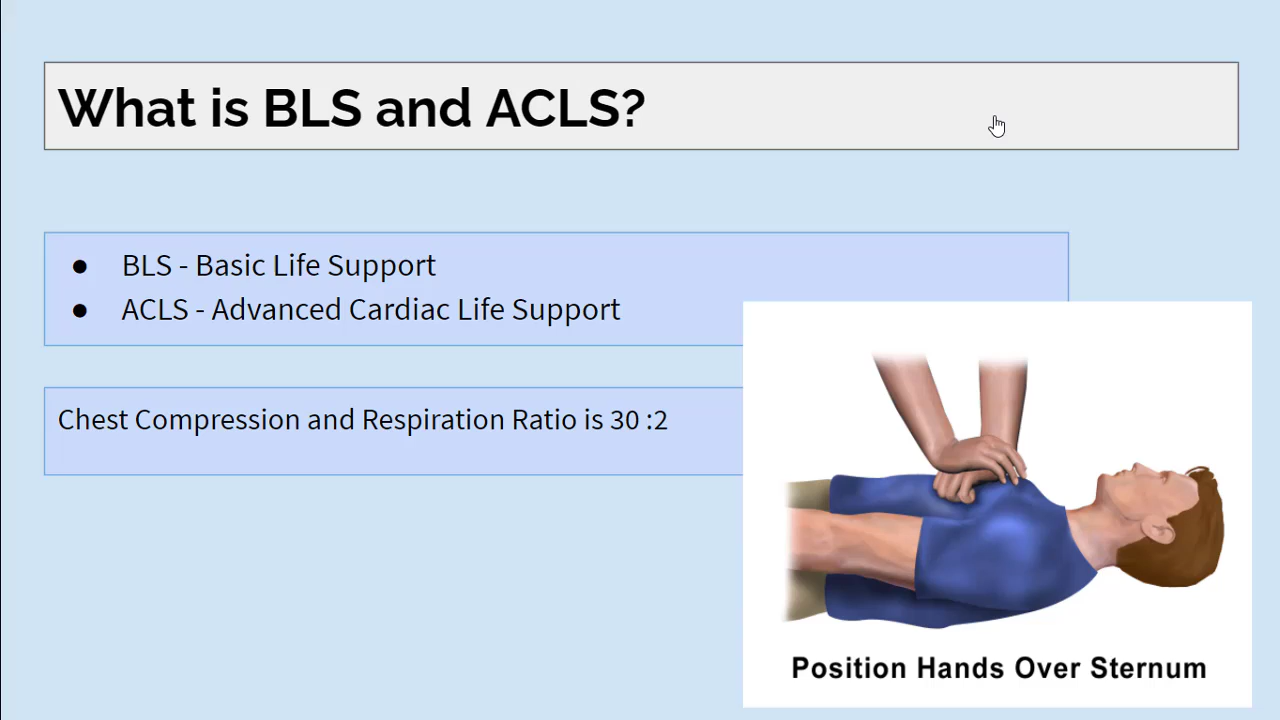 What is BLS and ACLS?
● BLS - Basic Life Support
● ACLS - Advanced Cardiac Life Support
Chest Compression and Respiration Ratio is 30 :2
Position Hands Over Sternum